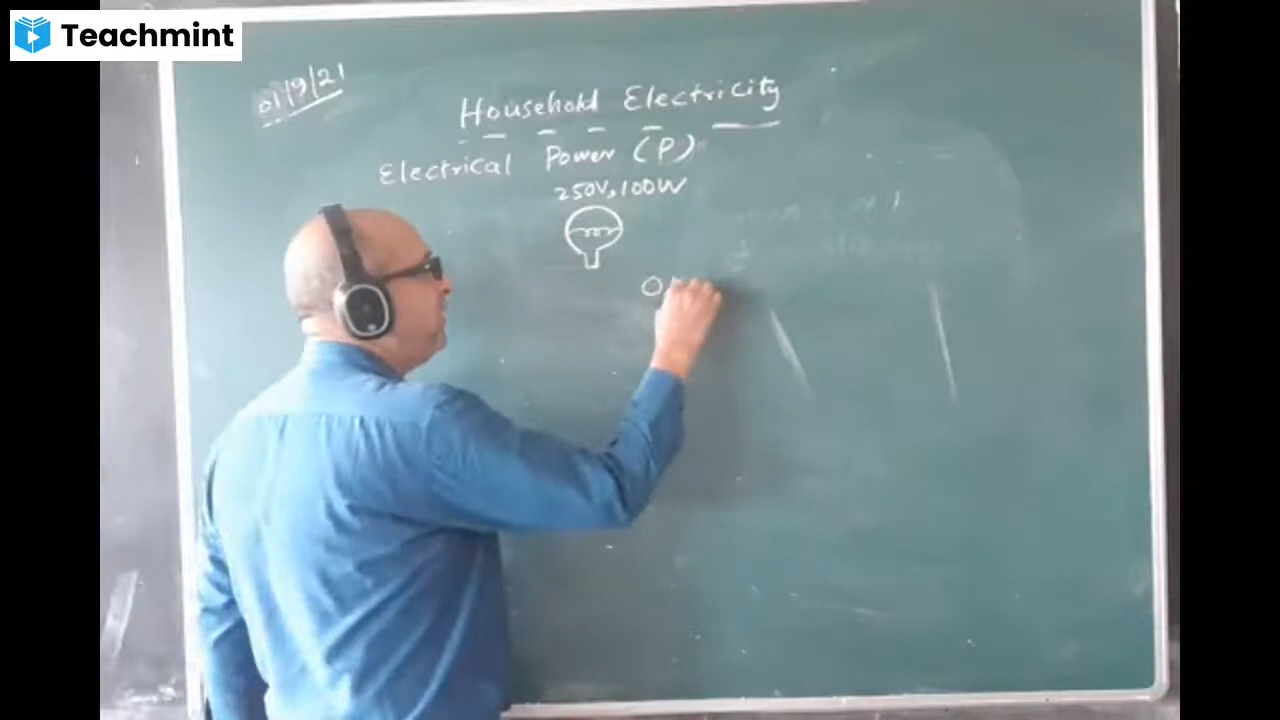 Teachmint
01/9/21
Household Electricity
Electrical Power (P)
250V, 100W